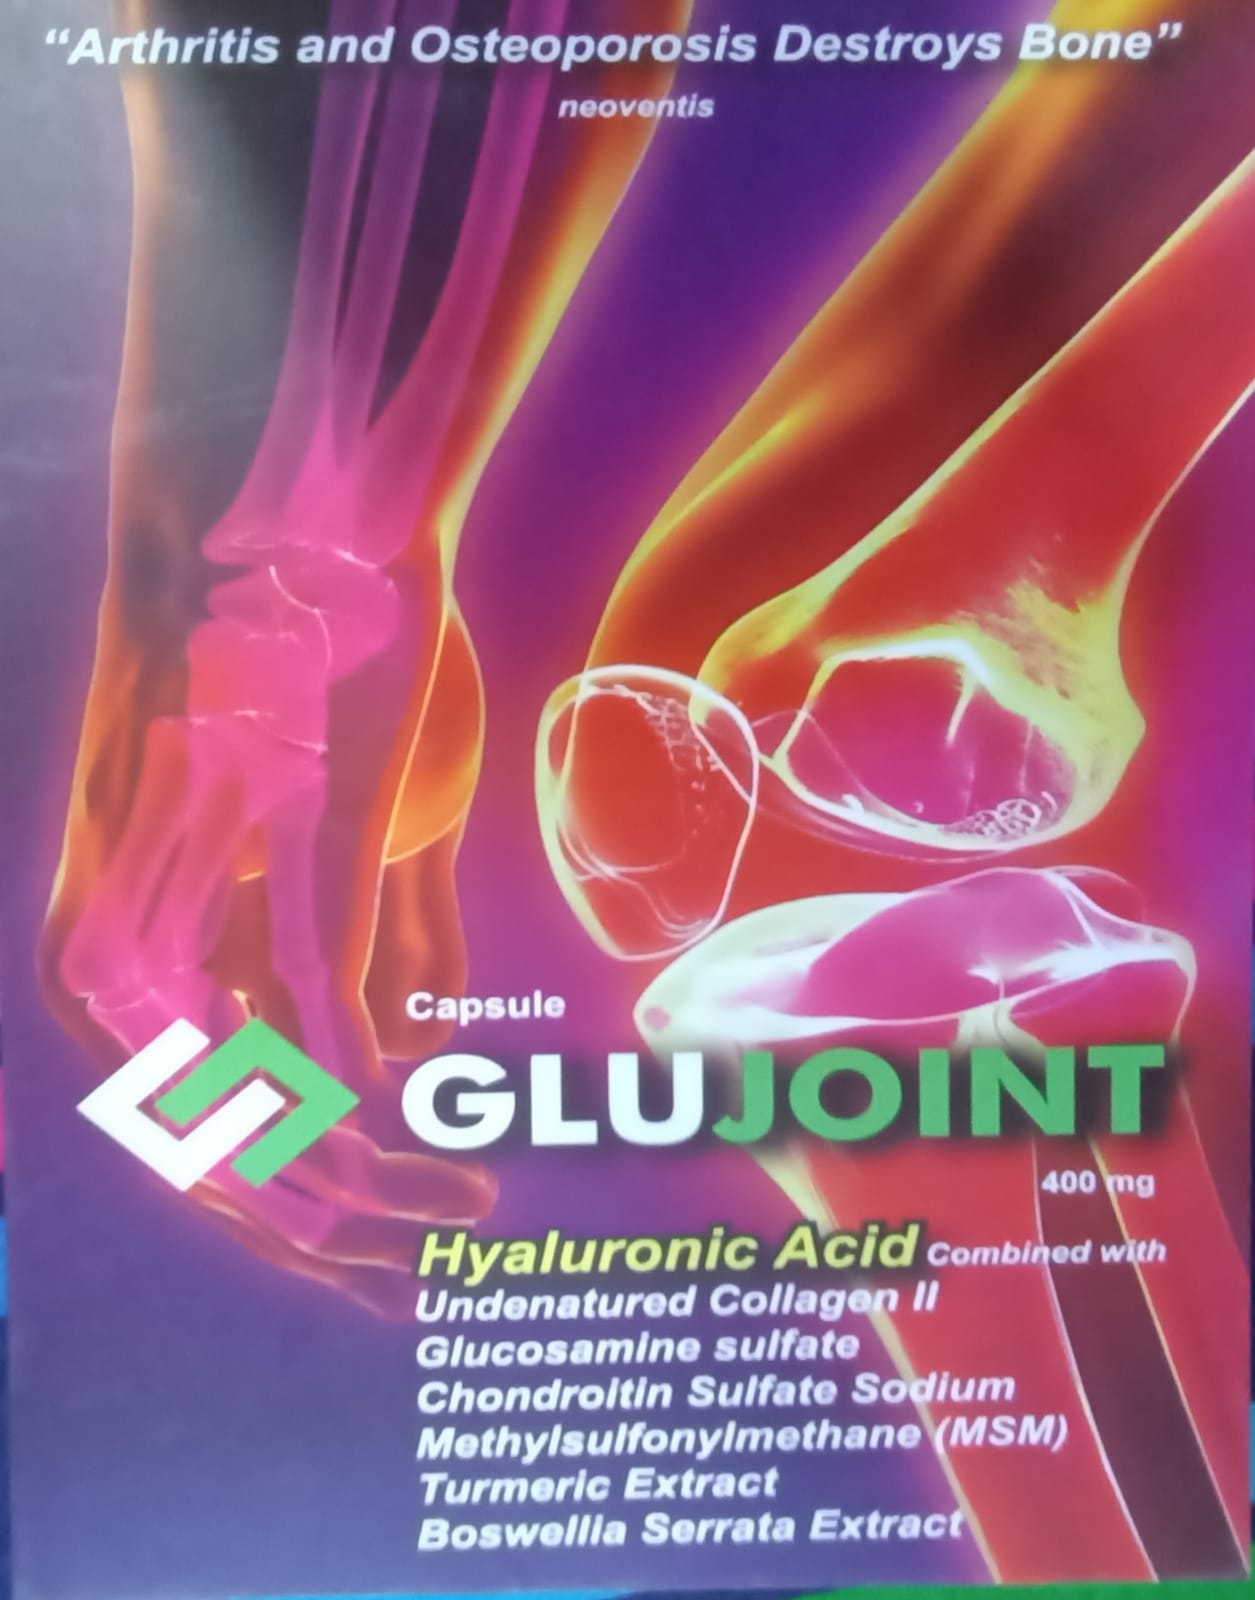 "Arthritis and Osteoporosis Destroys Bone"
neoventis
Capsule
GLUJOINT
400 mg
Hyaluronic Acid Combined with
Undenatured Collagen II
Glucosamine sulfate
Chondroitin Sulfate Sodium
Methylsulfonylmethane (MSM)
Turmeric Extract
Boswellia Serrata Extract